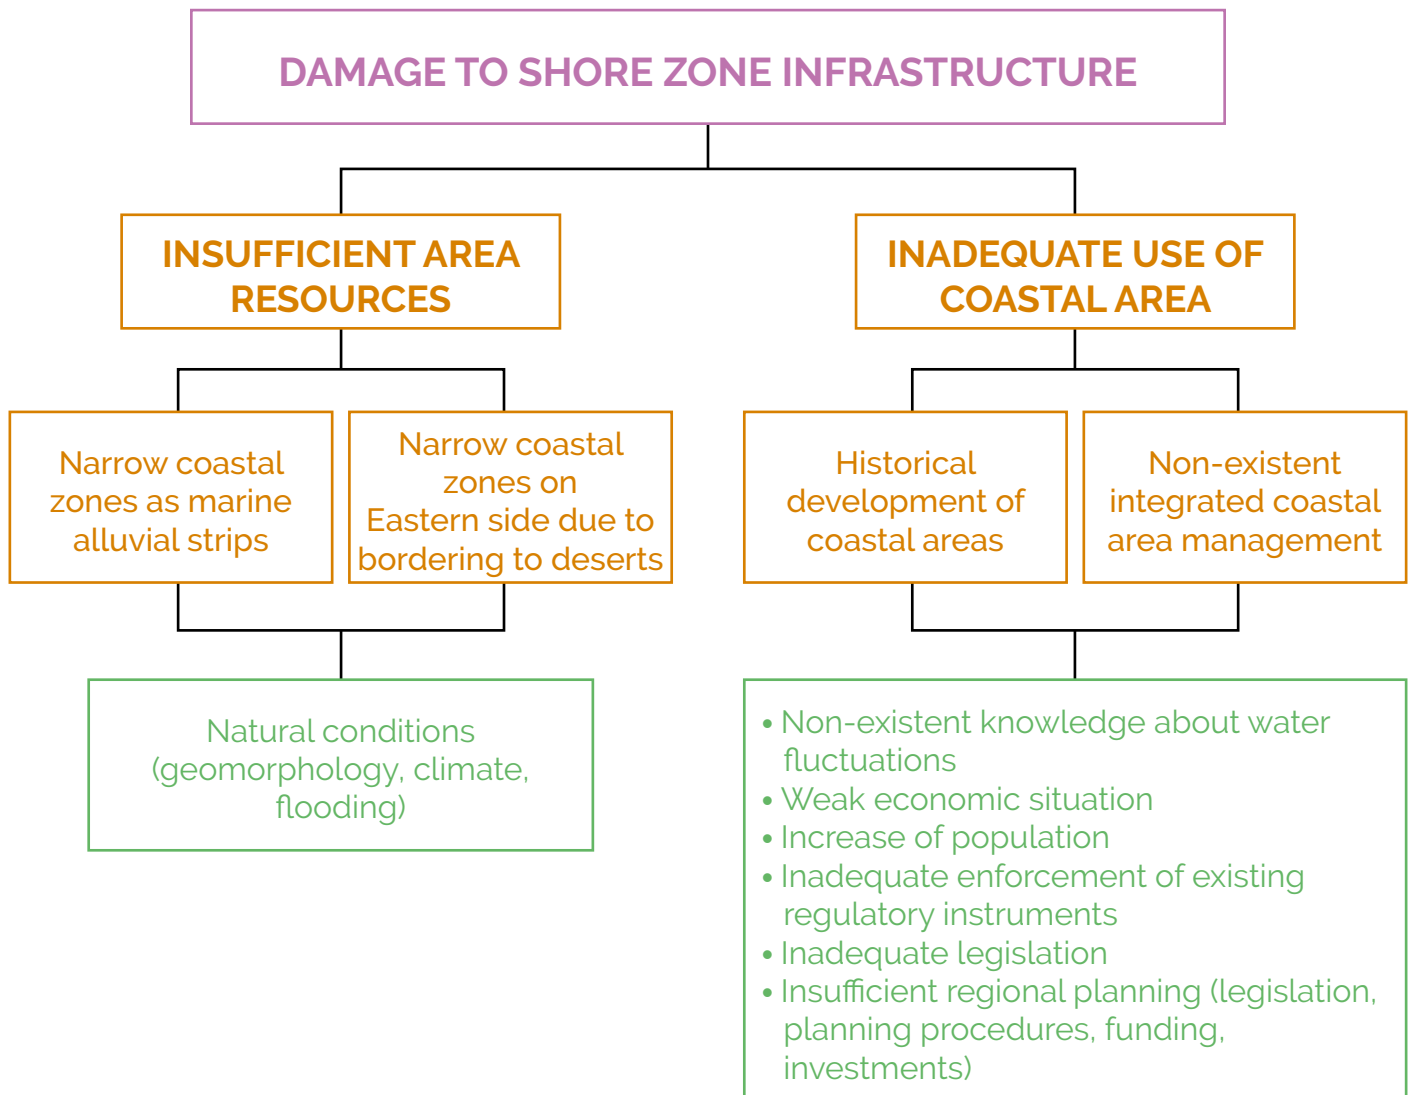 DAMAGE TO SHORE ZONE INFRASTRUCTURE
INSUFFICIENT AREA
RESOURCES
INADEQUATE USE OF
COASTAL AREA
Narrow coastal
zones as marine
alluvial strips
Narrow coastal
zones on
Eastern side due to
bordering to deserts
Historical
development of
coastal areas
Non-existent
integrated coastal
area management
Natural conditions
(geomorphology, climate,
flooding)
• Non-existent knowledge about water
fluctuations
• Weak economic situation
• Increase of population
• Inadequate enforcement of existing
regulatory instruments
• Inadequate legislation
• Insufficient regional planning (legislation,
planning procedures, funding,
investments)